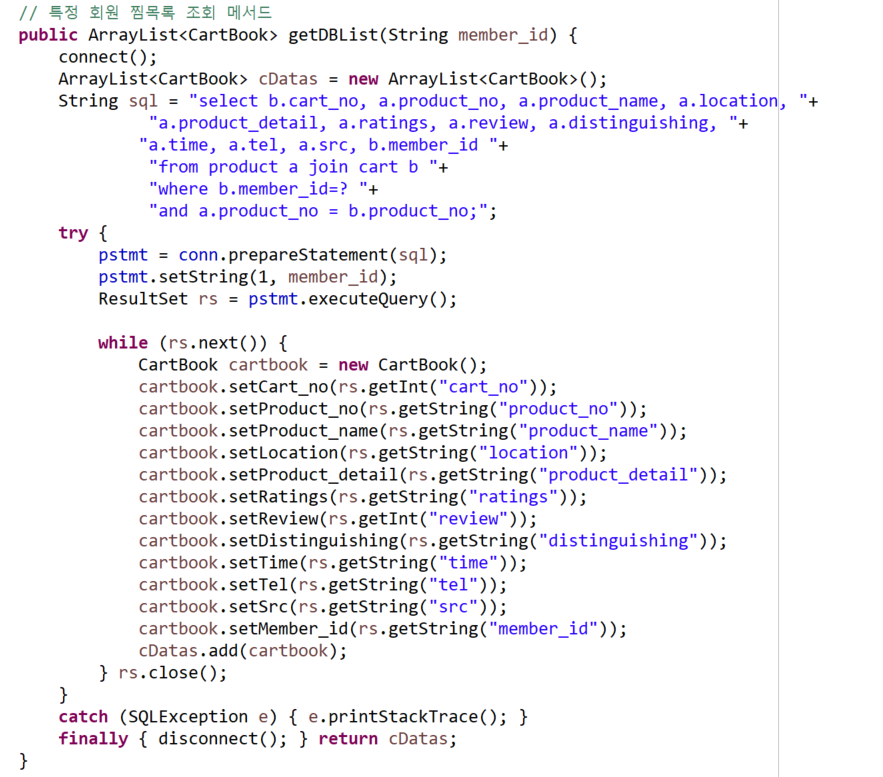 // 특정 회원 찜목록 조회 메서드
public ArrayList<CartBook> getDBList(String member_id) {
connect();
ArrayList<CartBook> cDatas = new ArrayList<CartBook>();
String sql = "select b.cart_no, a.product_no, a.product_name, a.location, "+
"a.product_detail, a.ratings, a.review, a.distinguishing, "+
"a.time, a.tel, a.src, b.member_id "+
"from product a join cart b "+
"where b.member_id=? "+
"and a.product_no = b.product_no;";
try {
pstmt = conn.prepareStatement(sql);
pstmt.setString(1, member_id);
ResultSet rs = pstmt.executeQuery();
while (rs.next()) {
CartBook cartbook = new CartBook();
cartbook.setCart_no(rs.getInt("cart_no"));
cartbook.setProduct_no(rs.getString("product_no"));
cartbook.setProduct_name(rs.getString("product_name"));
cartbook.setLocation(rs.getString("location"));
cartbook.setProduct_detail(rs.getString("product_detail"));
cartbook.setRatings(rs.getString("ratings"));
cartbook.setReview(rs.getInt("review"));
cartbook.setDistinguishing(rs.getString("distinguishing"));
cartbook.setTime(rs.getString("time"));
cartbook.setTel(rs.getString("tel"));
cartbook.setSrc(rs.getString("src"));
cartbook.setMember_id(rs.getString("member_id"));
cDatas.add(cartbook);
} rs.close();
}
catch (SQLException e) { e.printStackTrace(); }
finally { disconnect(); } return cDatas;
}